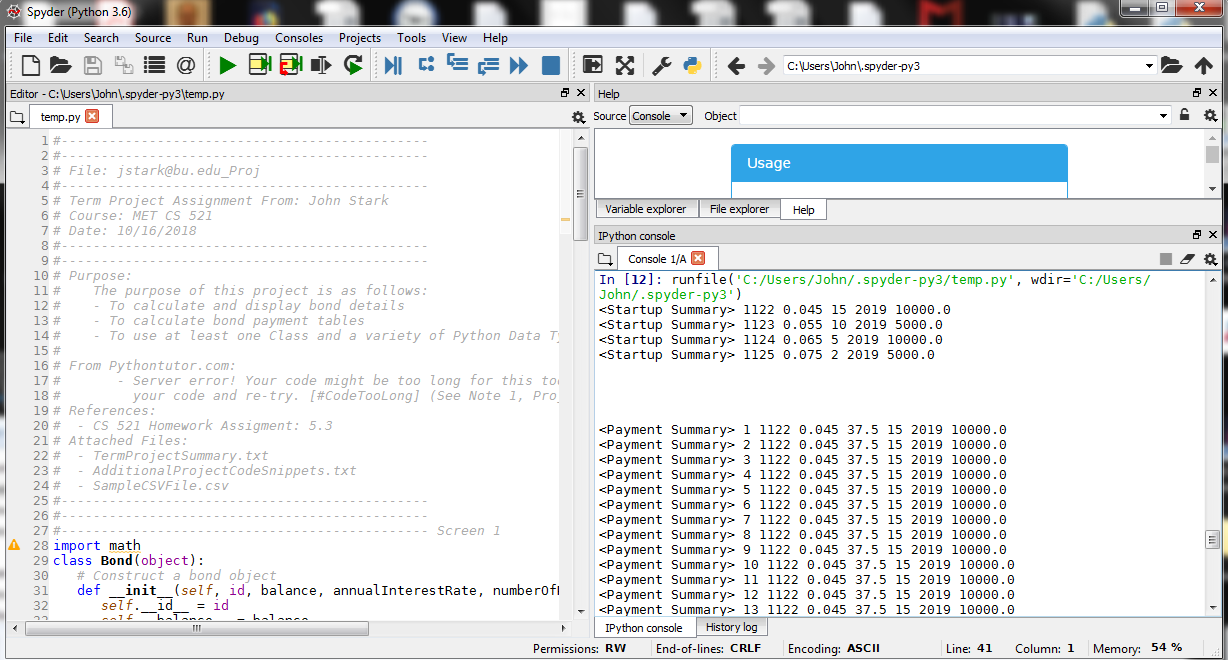 Spyder (Python 3.6)
File Edit Search Source Run Debug Consoles Projects Tools View Help
C:\Users\John\.spyder-py3
Editor - C:\Users\John\.spyder-py3\temp.py
temp.py
1 #-----------------------------------------------
2 #-----------------------------------------------
3 # File: jstark@bu.edu_Proj
4 #-----------------------------------------------
5 # Term Project Assignment From: John Stark
6 # Course: MET CS 521
7 # Date: 10/16/2018
8 #-----------------------------------------------
9 #-----------------------------------------------
10 # Purpose:
11 #    The purpose of this project is as follows:
12 #    - To calculate and display bond details
13 #    - To calculate bond payment tables
14 #    - To use at least one Class and a variety of Python Data Ty
15 #
16 # From Pythontutor.com:
17 #       - Server error! Your code might be too long for this too
18 #         your code and re-try. [#CodeTooLong] (See Note 1, Proj
19 # References:
20 #  - CS 521 Homework Assigment: 5.3
21 # Attached Files:
22 #  - TermProjectSummary.txt
23 #  - AdditionalProjectCodeSnippets.txt
24 #  - SampleCSVFile.csv
25 #-----------------------------------------------
26 #-----------------------------------------------
27 #----------------------------------------------- Screen 1
28 import math
29 class Bond(object):
30    # Construct a bond object
31    def __init__(self, id, balance, annualInterestRate, numberOf
32       self.__id__ = id
self.__balance__ = balance
Help
Source Console Object
Usage
Variable explorer File explorer Help
IPython console
Console 1/A
In [12]: runfile('C:/Users/John/.spyder-py3/temp.py', wdir='C:/Users/
John/.spyder-py3')
<Startup Summary> 1122 0.045 15 2019 10000.0
<Startup Summary> 1123 0.055 10 2019 5000.0
<Startup Summary> 1124 0.065 5 2019 10000.0
<Startup Summary> 1125 0.075 2 2019 5000.0
<Payment Summary> 1 1122 0.045 37.5 15 2019 10000.0
<Payment Summary> 2 1122 0.045 37.5 15 2019 10000.0
<Payment Summary> 3 1122 0.045 37.5 15 2019 10000.0
<Payment Summary> 4 1122 0.045 37.5 15 2019 10000.0
<Payment Summary> 5 1122 0.045 37.5 15 2019 10000.0
<Payment Summary> 6 1122 0.045 37.5 15 2019 10000.0
<Payment Summary> 7 1122 0.045 37.5 15 2019 10000.0
<Payment Summary> 8 1122 0.045 37.5 15 2019 10000.0
<Payment Summary> 9 1122 0.045 37.5 15 2019 10000.0
<Payment Summary> 10 1122 0.045 37.5 15 2019 10000.0
<Payment Summary> 11 1122 0.045 37.5 15 2019 10000.0
<Payment Summary> 12 1122 0.045 37.5 15 2019 10000.0
<Payment Summary> 13 1122 0.045 37.5 15 2019 10000.0
IPython console History log
Permissions: RW End-of-lines: CRLF Encoding: ASCII Line: 41 Column: 1 Memory: 54 %